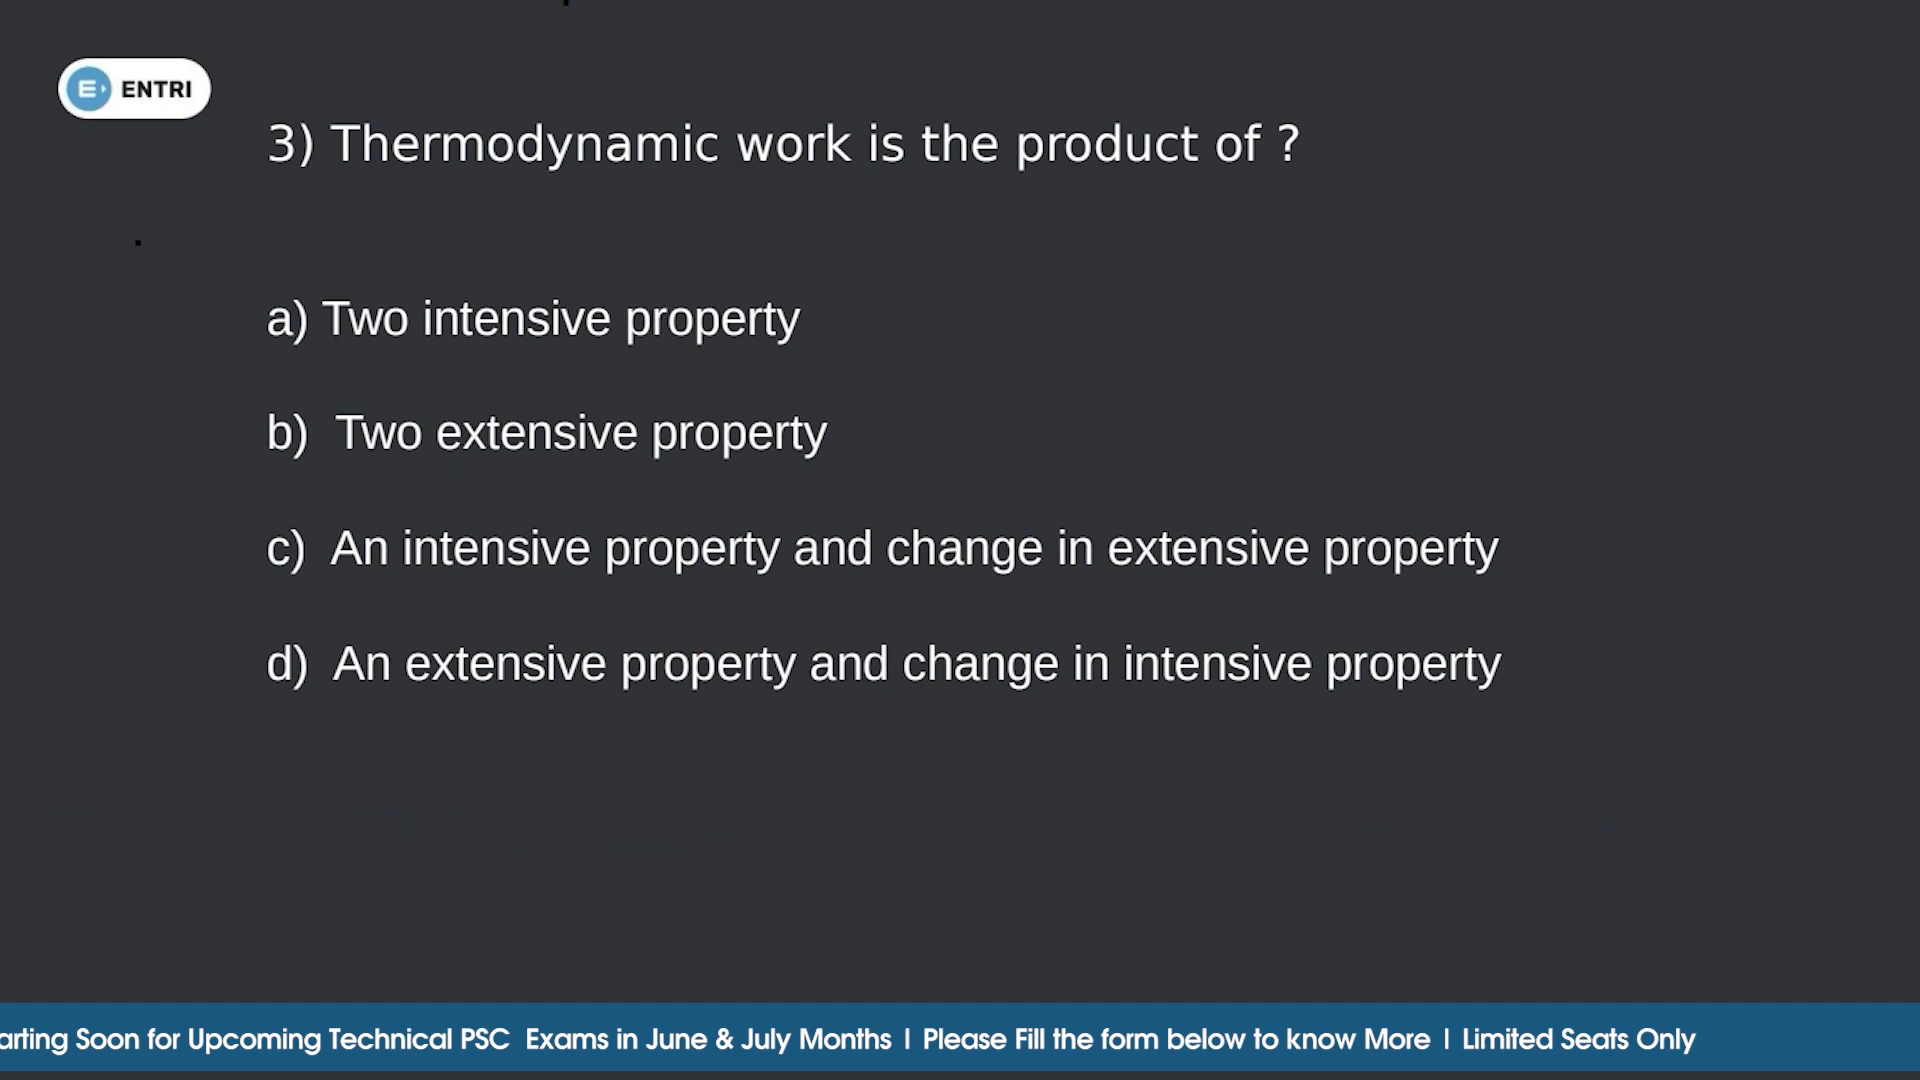 ENTRI
3) Thermodynamic work is the product of ?
a) Two intensive property
b) Two extensive property
c) An intensive property and change in extensive property
d) An extensive property and change in intensive property
arting Soon for Upcoming Technical PSC Exams in June & July Months | Please Fill the form below to know More | Limited Seats Only